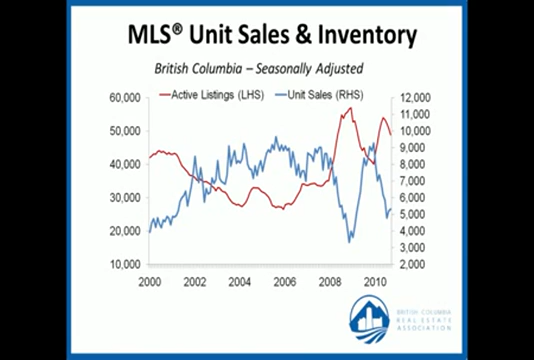 MLS® Unit Sales & Inventory
British Columbia – Seasonally Adjusted
Active Listings (LHS) Unit Sales (RHS)
60,000 12,000
11,000
50,000 10,000
9,000
40,000 8,000
7,000
30,000 6,000
5,000
20,000 4,000
3,000
10,000 2,000
2000 2002 2004 2006 2008 2010
BRITISH COLUMBIA
REAL ESTATE
ASSOCIATION